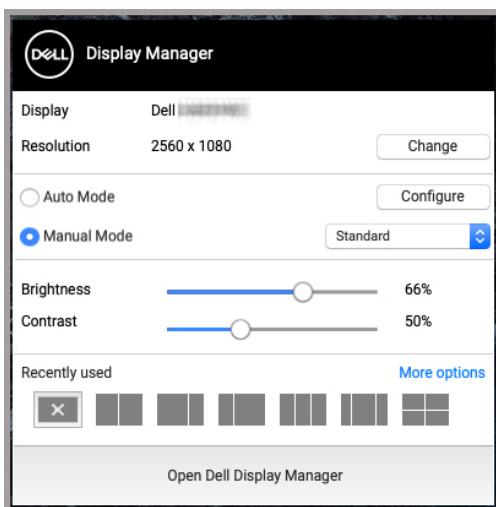 DELL Display Manager
Display Dell
Resolution 2560 x 1080 Change
Auto Mode Configure
Manual Mode Standard
Brightness 66%
Contrast 50%
Recently used More options
Open Dell Display Manager